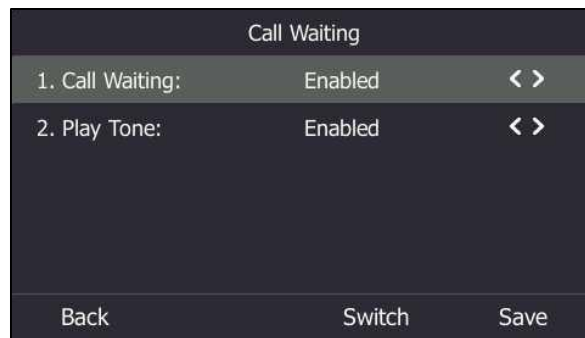 Call Waiting
1. Call Waiting: Enabled < >
2. Play Tone: Enabled < >
Back Switch Save